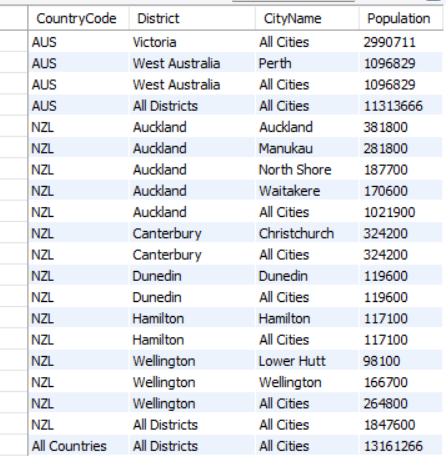 CountryCode District CityName Population
AUS Victoria All Cities 2990711
AUS West Australia Perth 1096829
AUS West Australia All Cities 1096829
AUS All Districts All Cities 11313666
NZL Auckland Auckland 381800
NZL Auckland Manukau 281800
NZL Auckland North Shore 187700
NZL Auckland Waitakere 170600
NZL Auckland All Cities 1021900
NZL Canterbury Christchurch 324200
NZL Canterbury All Cities 324200
NZL Dunedin Dunedin 119600
NZL Dunedin All Cities 119600
NZL Hamilton Hamilton 117100
NZL Hamilton All Cities 117100
NZL Wellington Lower Hutt 98100
NZL Wellington Wellington 166700
NZL Wellington All Cities 264800
NZL All Districts All Cities 1847600
All Countries All Districts All Cities 13161266